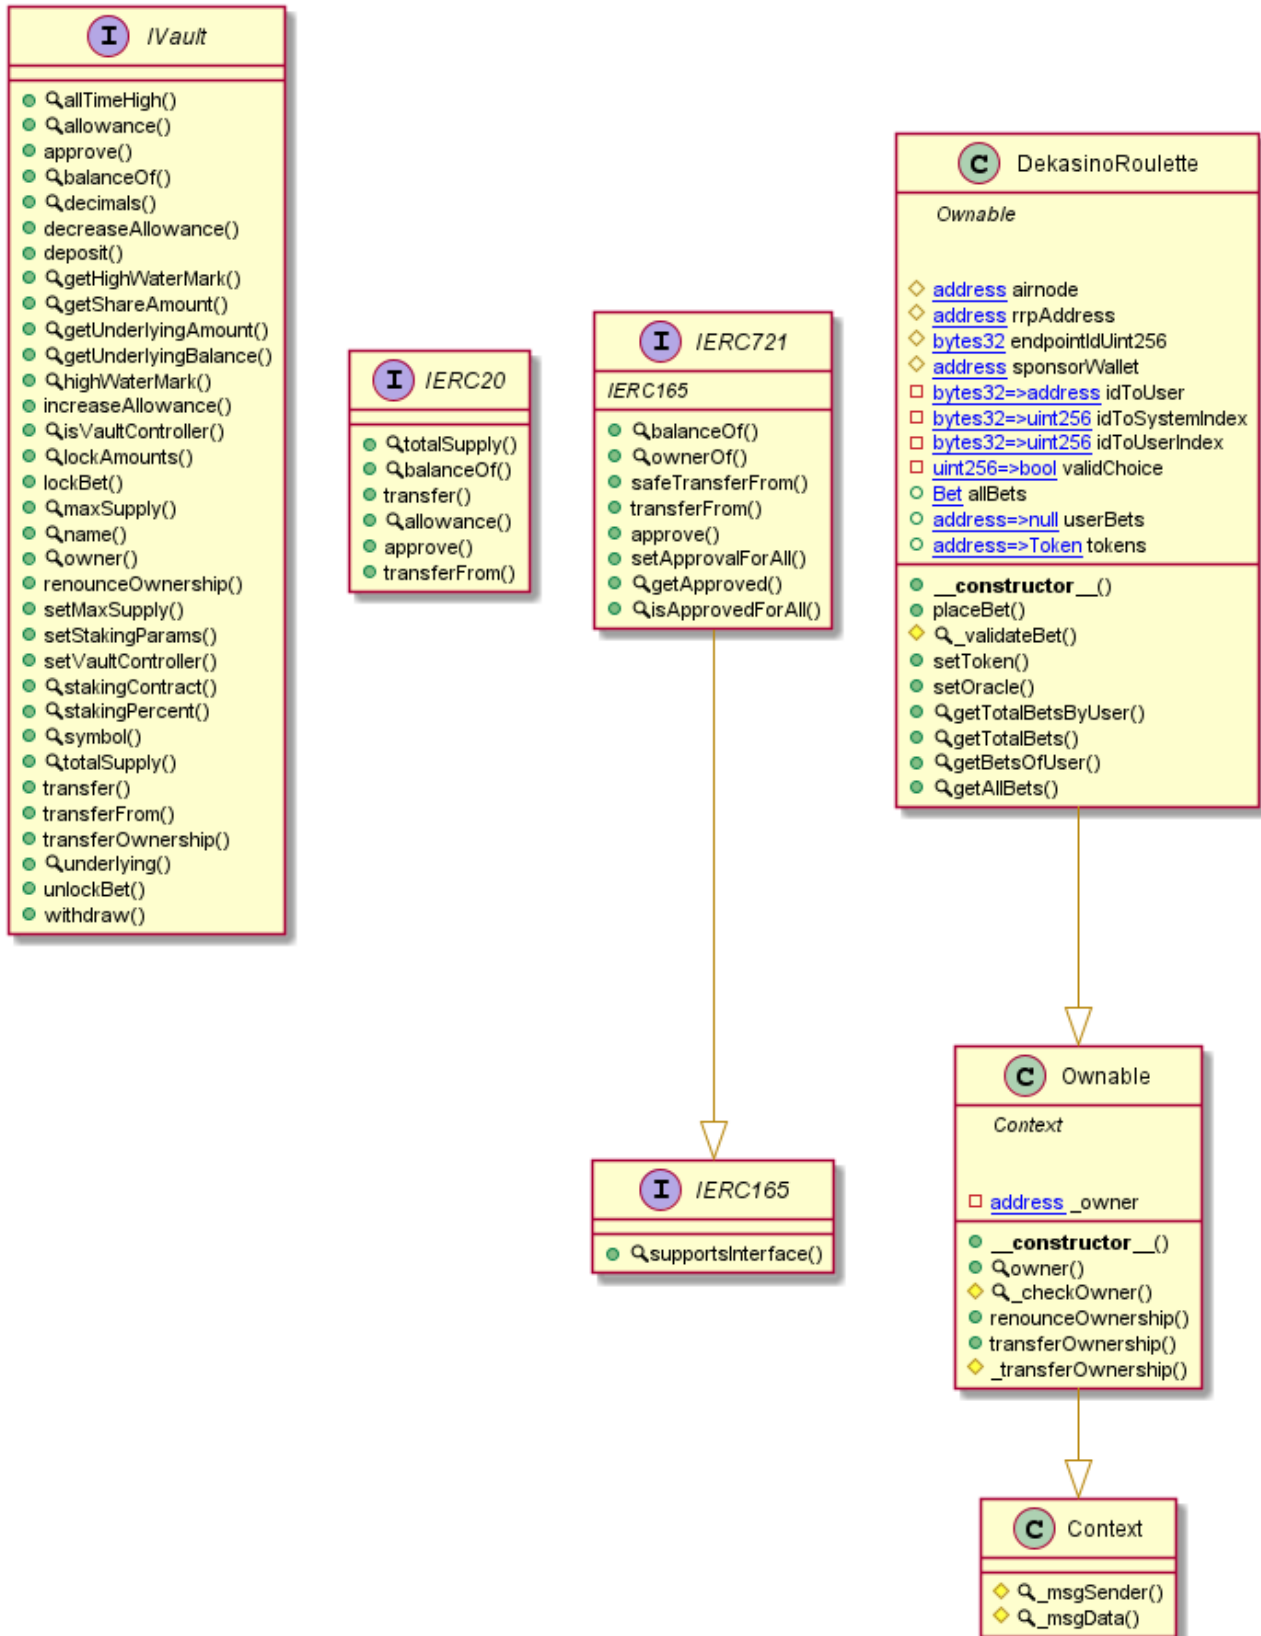 I IVault
allTimeHigh()
allowance()
approve()
balanceOf()
decimals()
decreaseAllowance()
deposit()
getHighWaterMark()
getShareAmount()
getUnderlyingAmount()
getUnderlyingBalance()
highWaterMark()
increaseAllowance()
isVaultController()
lockAmounts()
lockBet()
maxSupply()
name()
owner()
renounceOwnership()
setMaxSupply()
setStakingParams()
setVaultController()
stakingContract()
stakingPercent()
symbol()
totalSupply()
transfer()
transferFrom()
transferOwnership()
underlying()
unlockBet()
withdraw()
I IERC20
totalSupply()
balanceOf()
transfer()
allowance()
approve()
transferFrom()
I IERC721
IERC165
balanceOf()
ownerOf()
safeTransferFrom()
transferFrom()
approve()
setApprovalForAll()
getApproved()
isApprovedForAll()
I IERC165
supportsInterface()
C DekasinoRoulette
Ownable
address airnode
address rrpAddress
bytes32 endpointIdUint256
address sponsorWallet
bytes32=>address idToUser
bytes32=>uint256 idToSystemIndex
bytes32=>uint256 idToUserIndex
uint256=>bool validChoice
Bet allBets
address=>null userBets
address=>Token tokens
__constructor__()
placeBet()
_validateBet()
setToken()
setOracle()
getTotalBetsByUser()
getTotalBets()
getBetsOfUser()
getAllBets()
C Ownable
Context
address _owner
__constructor__()
owner()
_checkOwner()
renounceOwnership()
transferOwnership()
_transferOwnership()
C Context
_msgSender()
_msgData()